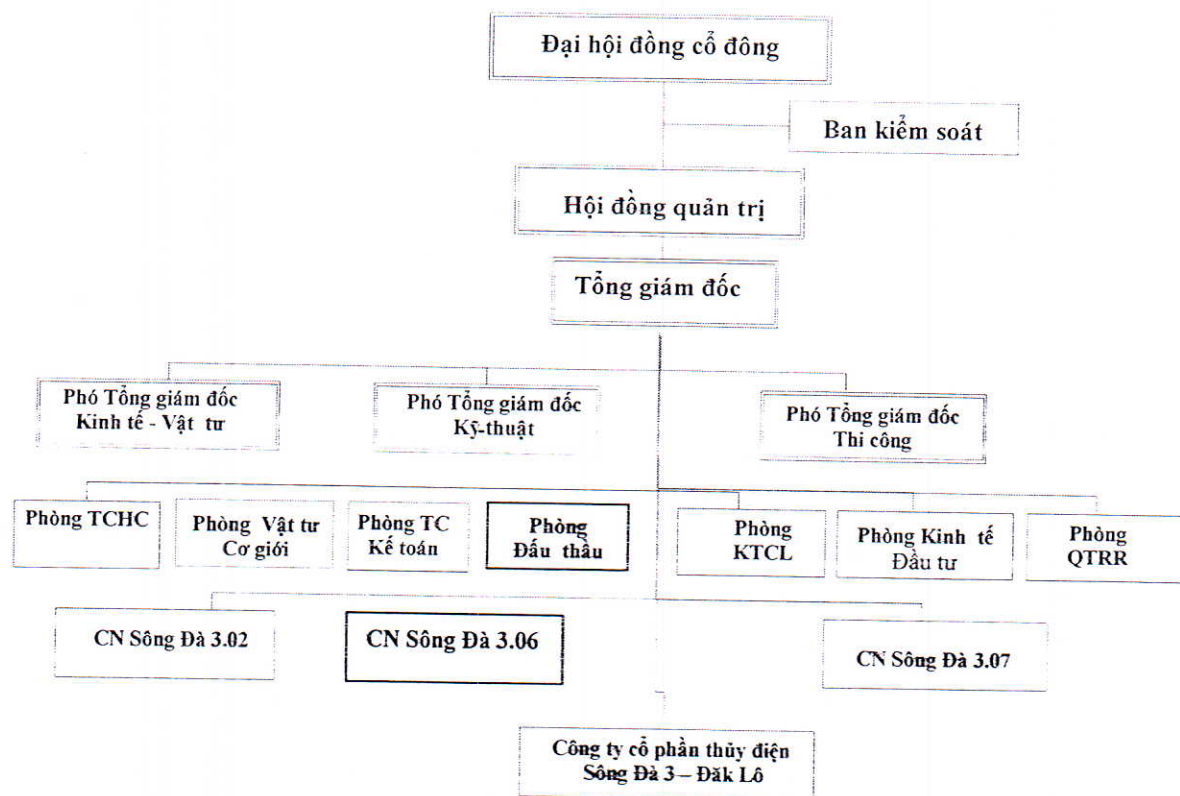 Đại hội đồng cổ đông
Ban kiểm soát
Hội đồng quản trị
Tổng giám đốc
Phó Tổng giám đốc
Kinh tế - Vật tư
Phó Tổng giám đốc
Kỹ-thuật
Phó Tổng giám đốc
Thi công
Phòng TCHC
Phòng Vật tư
Cơ giới
Phòng TC
Kế toán
Phòng
Đấu thầu
Phòng
KTCL
Phòng Kinh tế
Đầu tư
Phòng
QTRR
CN Sông Đà 3.02
CN Sông Đà 3.06
CN Sông Đà 3.07
Công ty cổ phần thủy điện
Sông Đà 3 – Đăk Lô